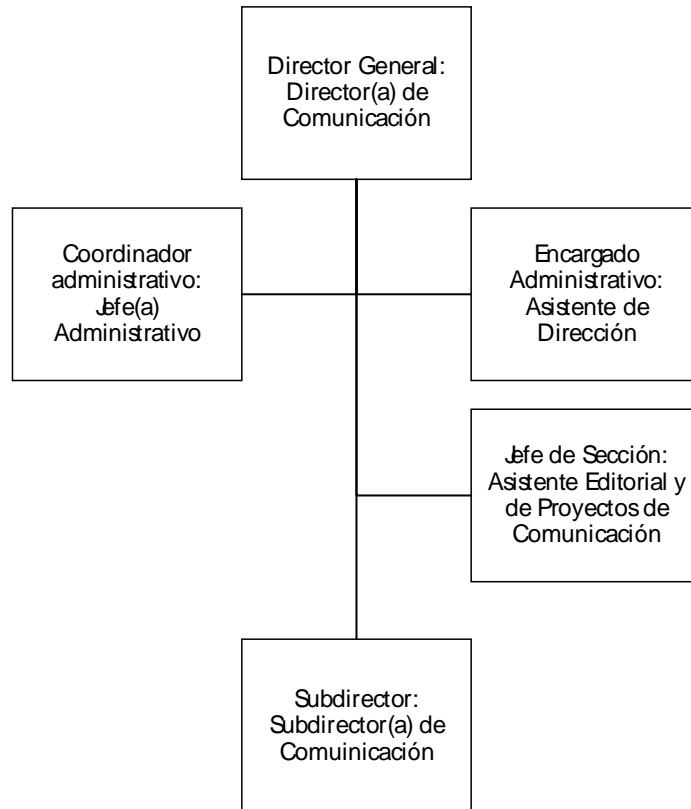 Director General:
Director(a) de
Comunicación
Coordinador
administrativo:
Jefe(a)
Administrativo
Encargado
Administrativo:
Asistente de
Dirección
Jefe de Sección:
Asistente Editorial y
de Proyectos de
Comunicación
Subdirector:
Subdirector(a) de
Comuinicación